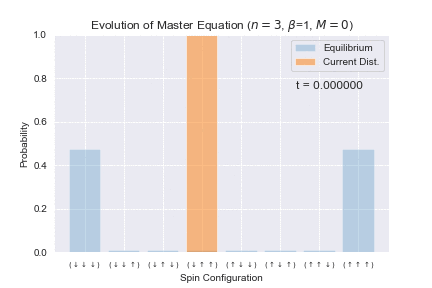 Evolution of Master Equation (n = 3, β=1, M = 0)
Equilibrium
Current Dist.
t = 0.000000
Probability
1.0
0.8
0.6
0.4
0.2
0.0
(↓ ↓ ↓) (↓ ↓ ↑) (↓ ↑ ↓) (↓ ↑ ↑) (↑ ↓ ↓) (↑ ↓ ↑) (↑ ↑ ↓) (↑ ↑ ↑)
Spin Configuration